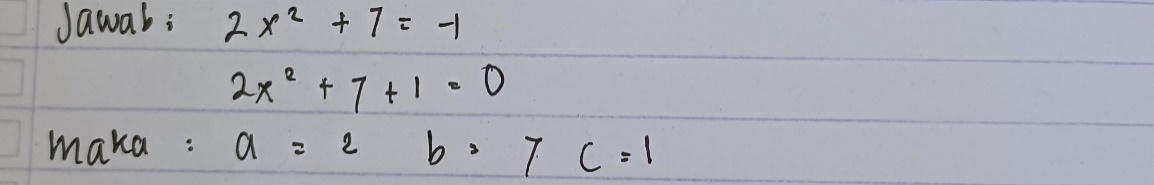 Jawab : 2x² + 7 = -1
2x² + 7 + 1 = 0
maka : a = 2 b = 7 c = 1